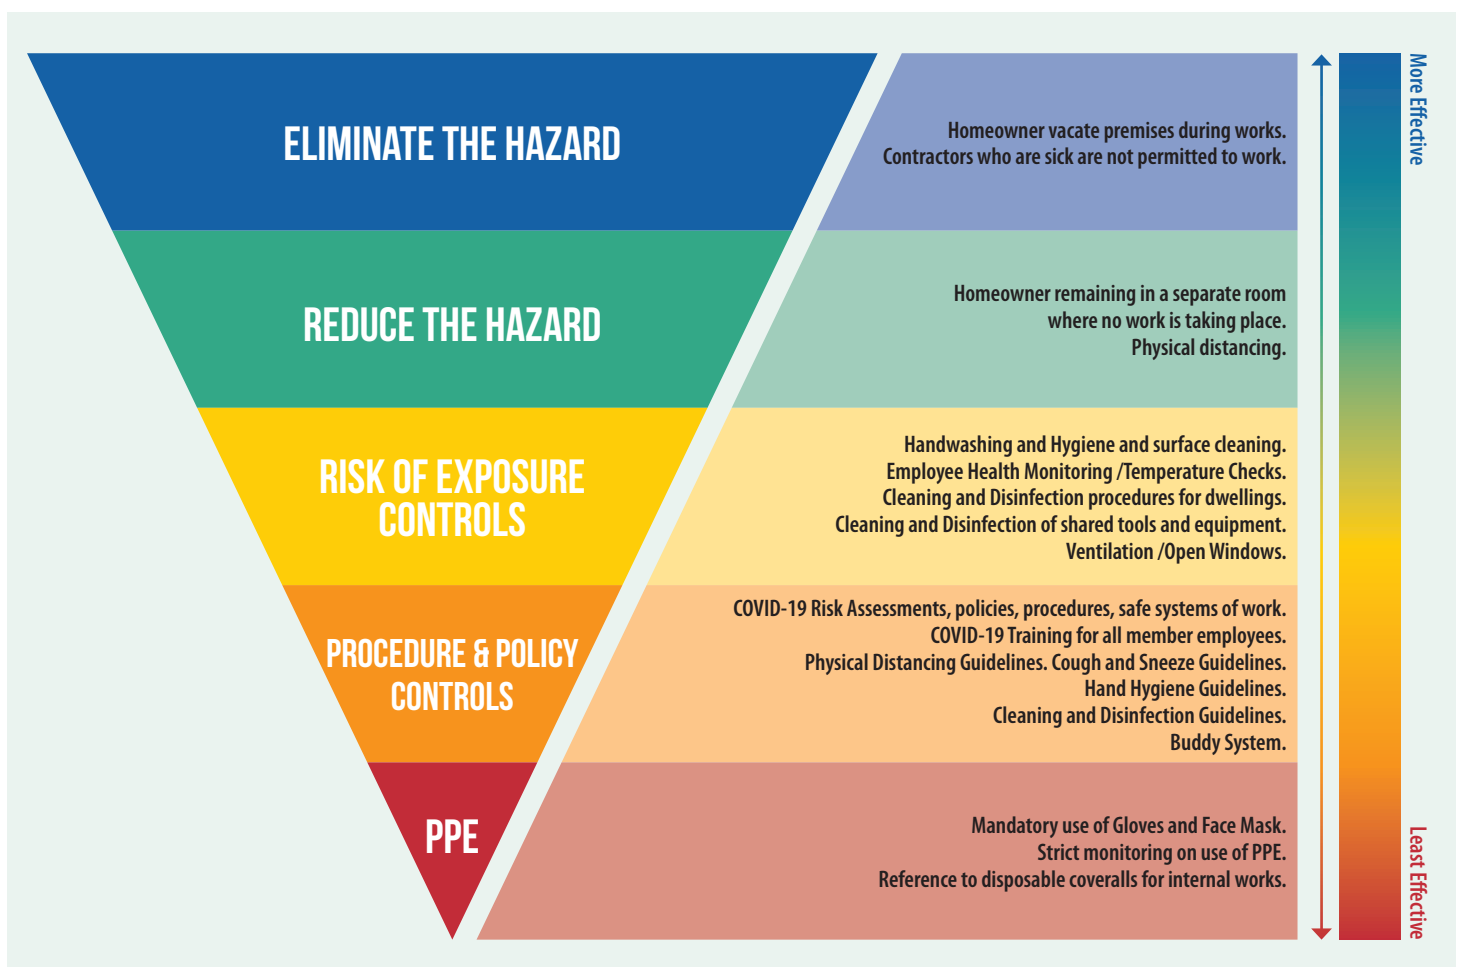 ELIMINATE THE HAZARD
Homeowner vacate premises during works.
Contractors who are sick are not permitted to work.
REDUCE THE HAZARD
Homeowner remaining in a separate room
where no work is taking place.
Physical distancing.
RISK OF EXPOSURE
CONTROLS
Handwashing and Hygiene and surface cleaning.
Employee Health Monitoring /Temperature Checks.
Cleaning and Disinfection procedures for dwellings.
Cleaning and Disinfection of shared tools and equipment.
Ventilation /Open Windows.
PROCEDURE & POLICY
CONTROLS
COVID-19 Risk Assessments, policies, procedures, safe systems of work.
COVID-19 Training for all member employees.
Physical Distancing Guidelines. Cough and Sneeze Guidelines.
Hand Hygiene Guidelines.
Cleaning and Disinfection Guidelines.
Buddy System.
PPE
Mandatory use of Gloves and Face Mask.
Strict monitoring on use of PPE.
Reference to disposable coveralls for internal works.
More Effective
Least Effective